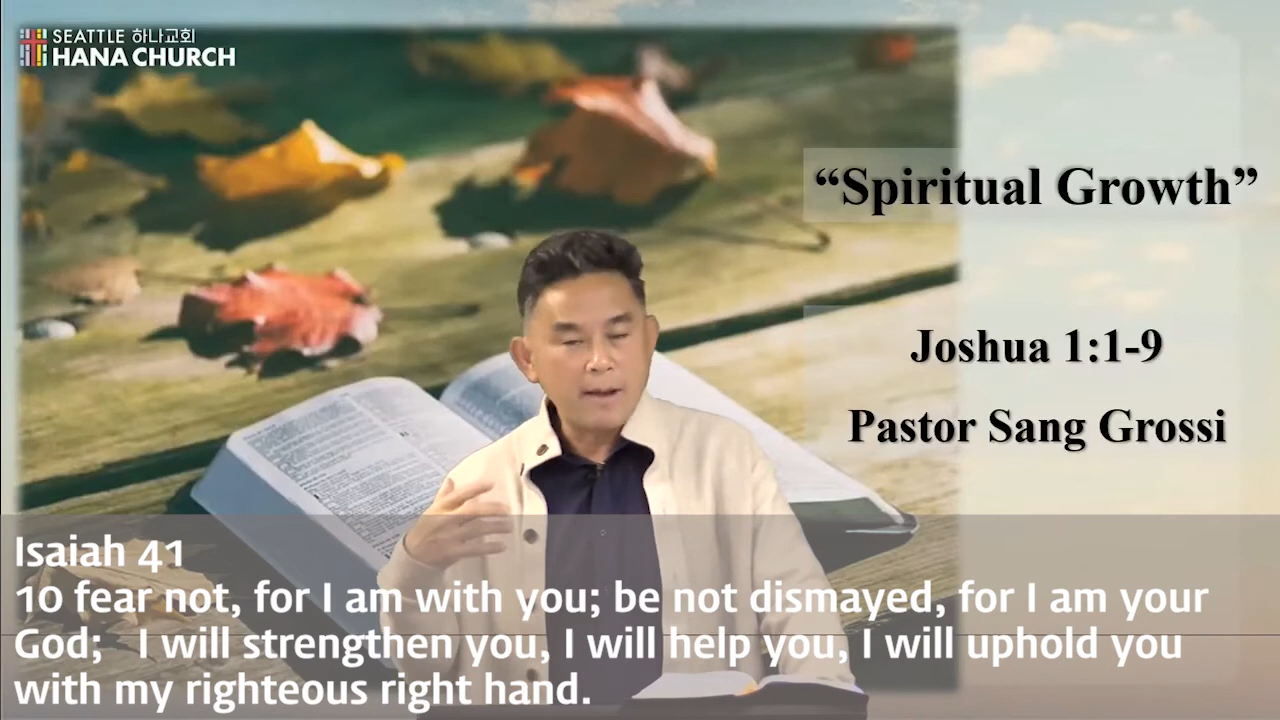 SEATTLE 하나교회
HANA CHURCH
“Spiritual Growth”
Joshua 1:1-9
Pastor Sang Grossi
Isaiah 41
10 fear not, for I am with you; be not dismayed, for I am your
God;   I will strengthen you, I will help you, I will uphold you
with my righteous right hand.